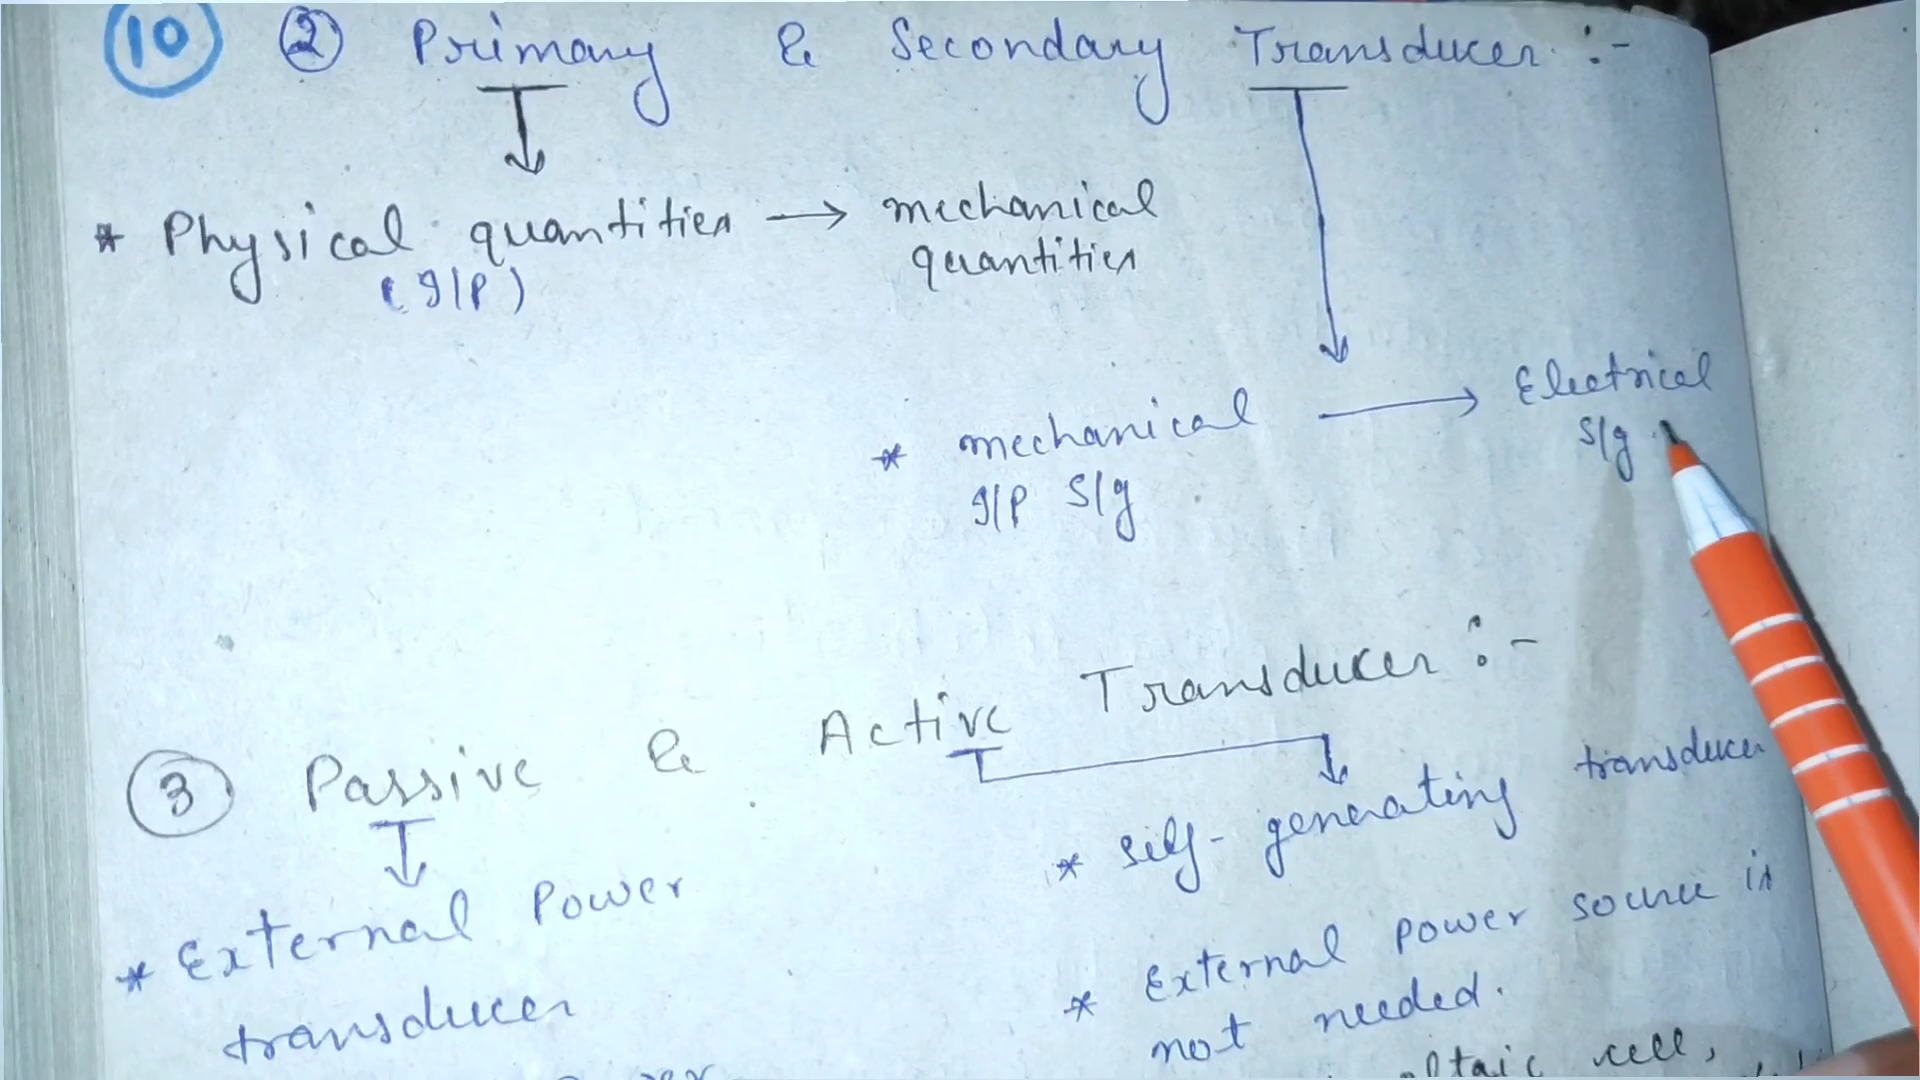 10 2 Primary & Secondary Transducer :-
* Physical quantities → mechanical quantities
(I/P)
* mechanical → Electrical
I/P S/g S/g
3 Passive & Active Transducer :-
* External Power
transducer
* self-generating transducer
* External power source is
not needed.
cell,